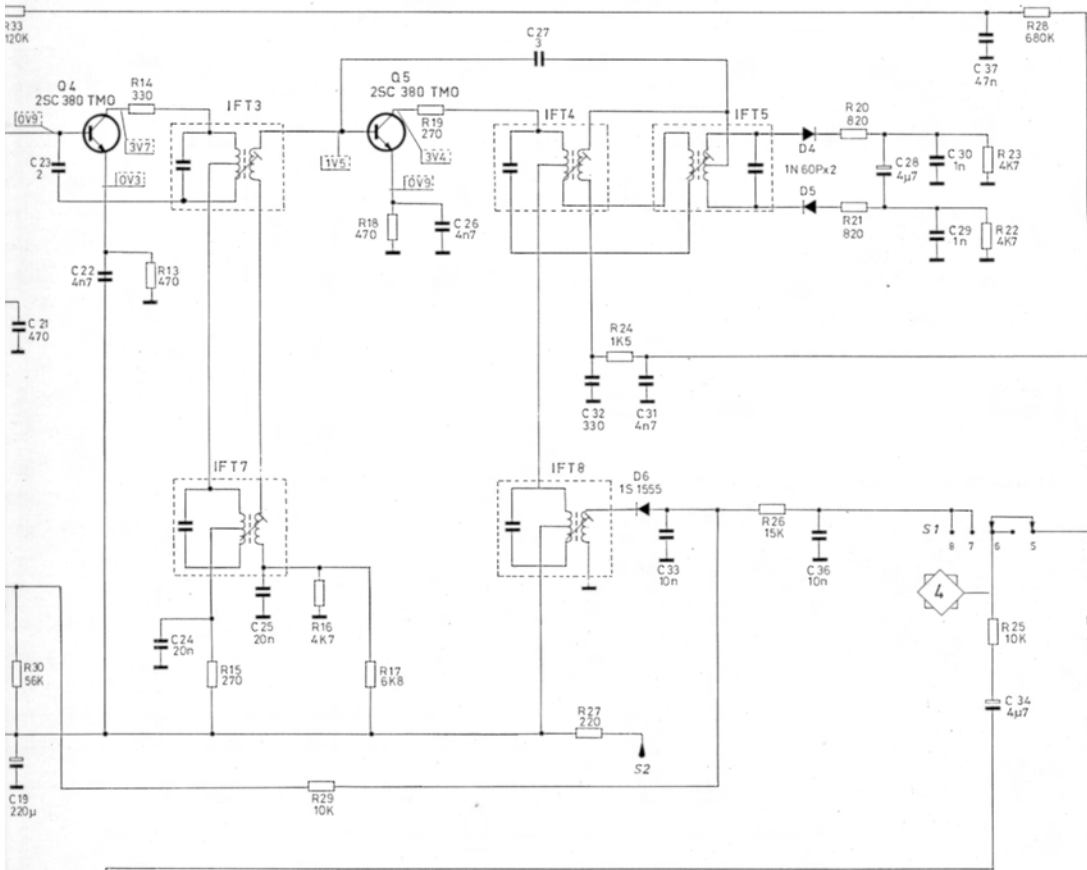 R33
120K
C27
3
R28
680K
C37
47n
Q4
2SC 380 TMO
R14
330
IFT3
Q5
2SC 380 TMO
R19
270
IFT4
IFT5
R20
820
0V9
C23
2
3V7
0V3
1V5
3V4
0V9
D4
1N 60Px2
D5
C28
4µ7
C30
1n
R23
4K7
R18
470
C26
4n7
R21
820
C29
1n
R22
4K7
C22
4n7
R13
470
C21
470
R24
1K5
C32
330
C31
4n7
IFT7
IFT8
D6
1S 1555
R26
15K
C33
10n
C36
10n
S1
8
7
6
5
4
R25
10K
C24
20n
C25
20n
R16
4K7
R30
56K
R15
270
R17
6K8
C34
4µ7
R27
220
S2
C19
220µ
R29
10K